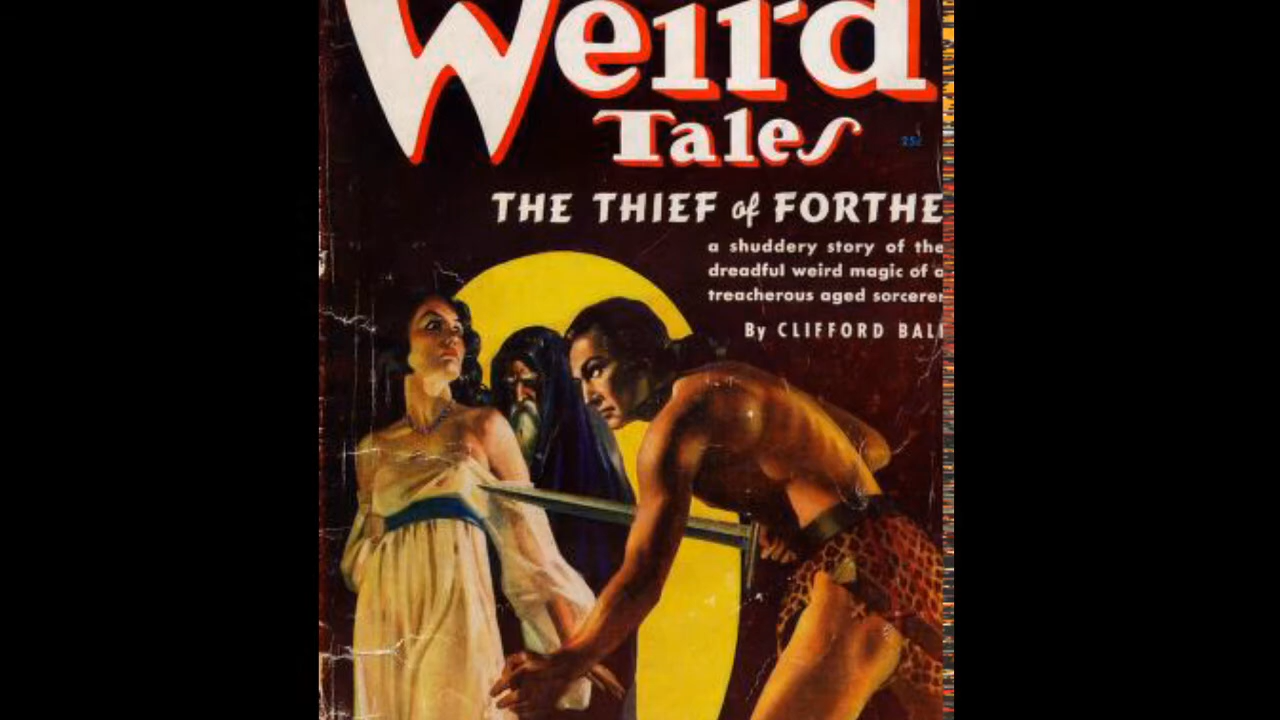 Weird
Tales
25¢
THE THIEF of FORTHE
a shuddery story of the
dreadful weird magic of a
treacherous aged sorcerer
By CLIFFORD BALL